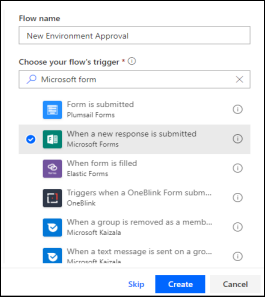 Flow name
New Environment Approval
Choose your flow's trigger *
Microsoft form
Form is submitted
Plumsail Forms
When a new response is submitted
Microsoft Forms
When form is filled
Elastic Forms
Triggers when a OneBlink Form subm...
OneBlink
When a group is removed as a memb...
Microsoft Kaizala
When a text message is sent on a gro...
Microsoft Kaizala
Skip
Create
Cancel